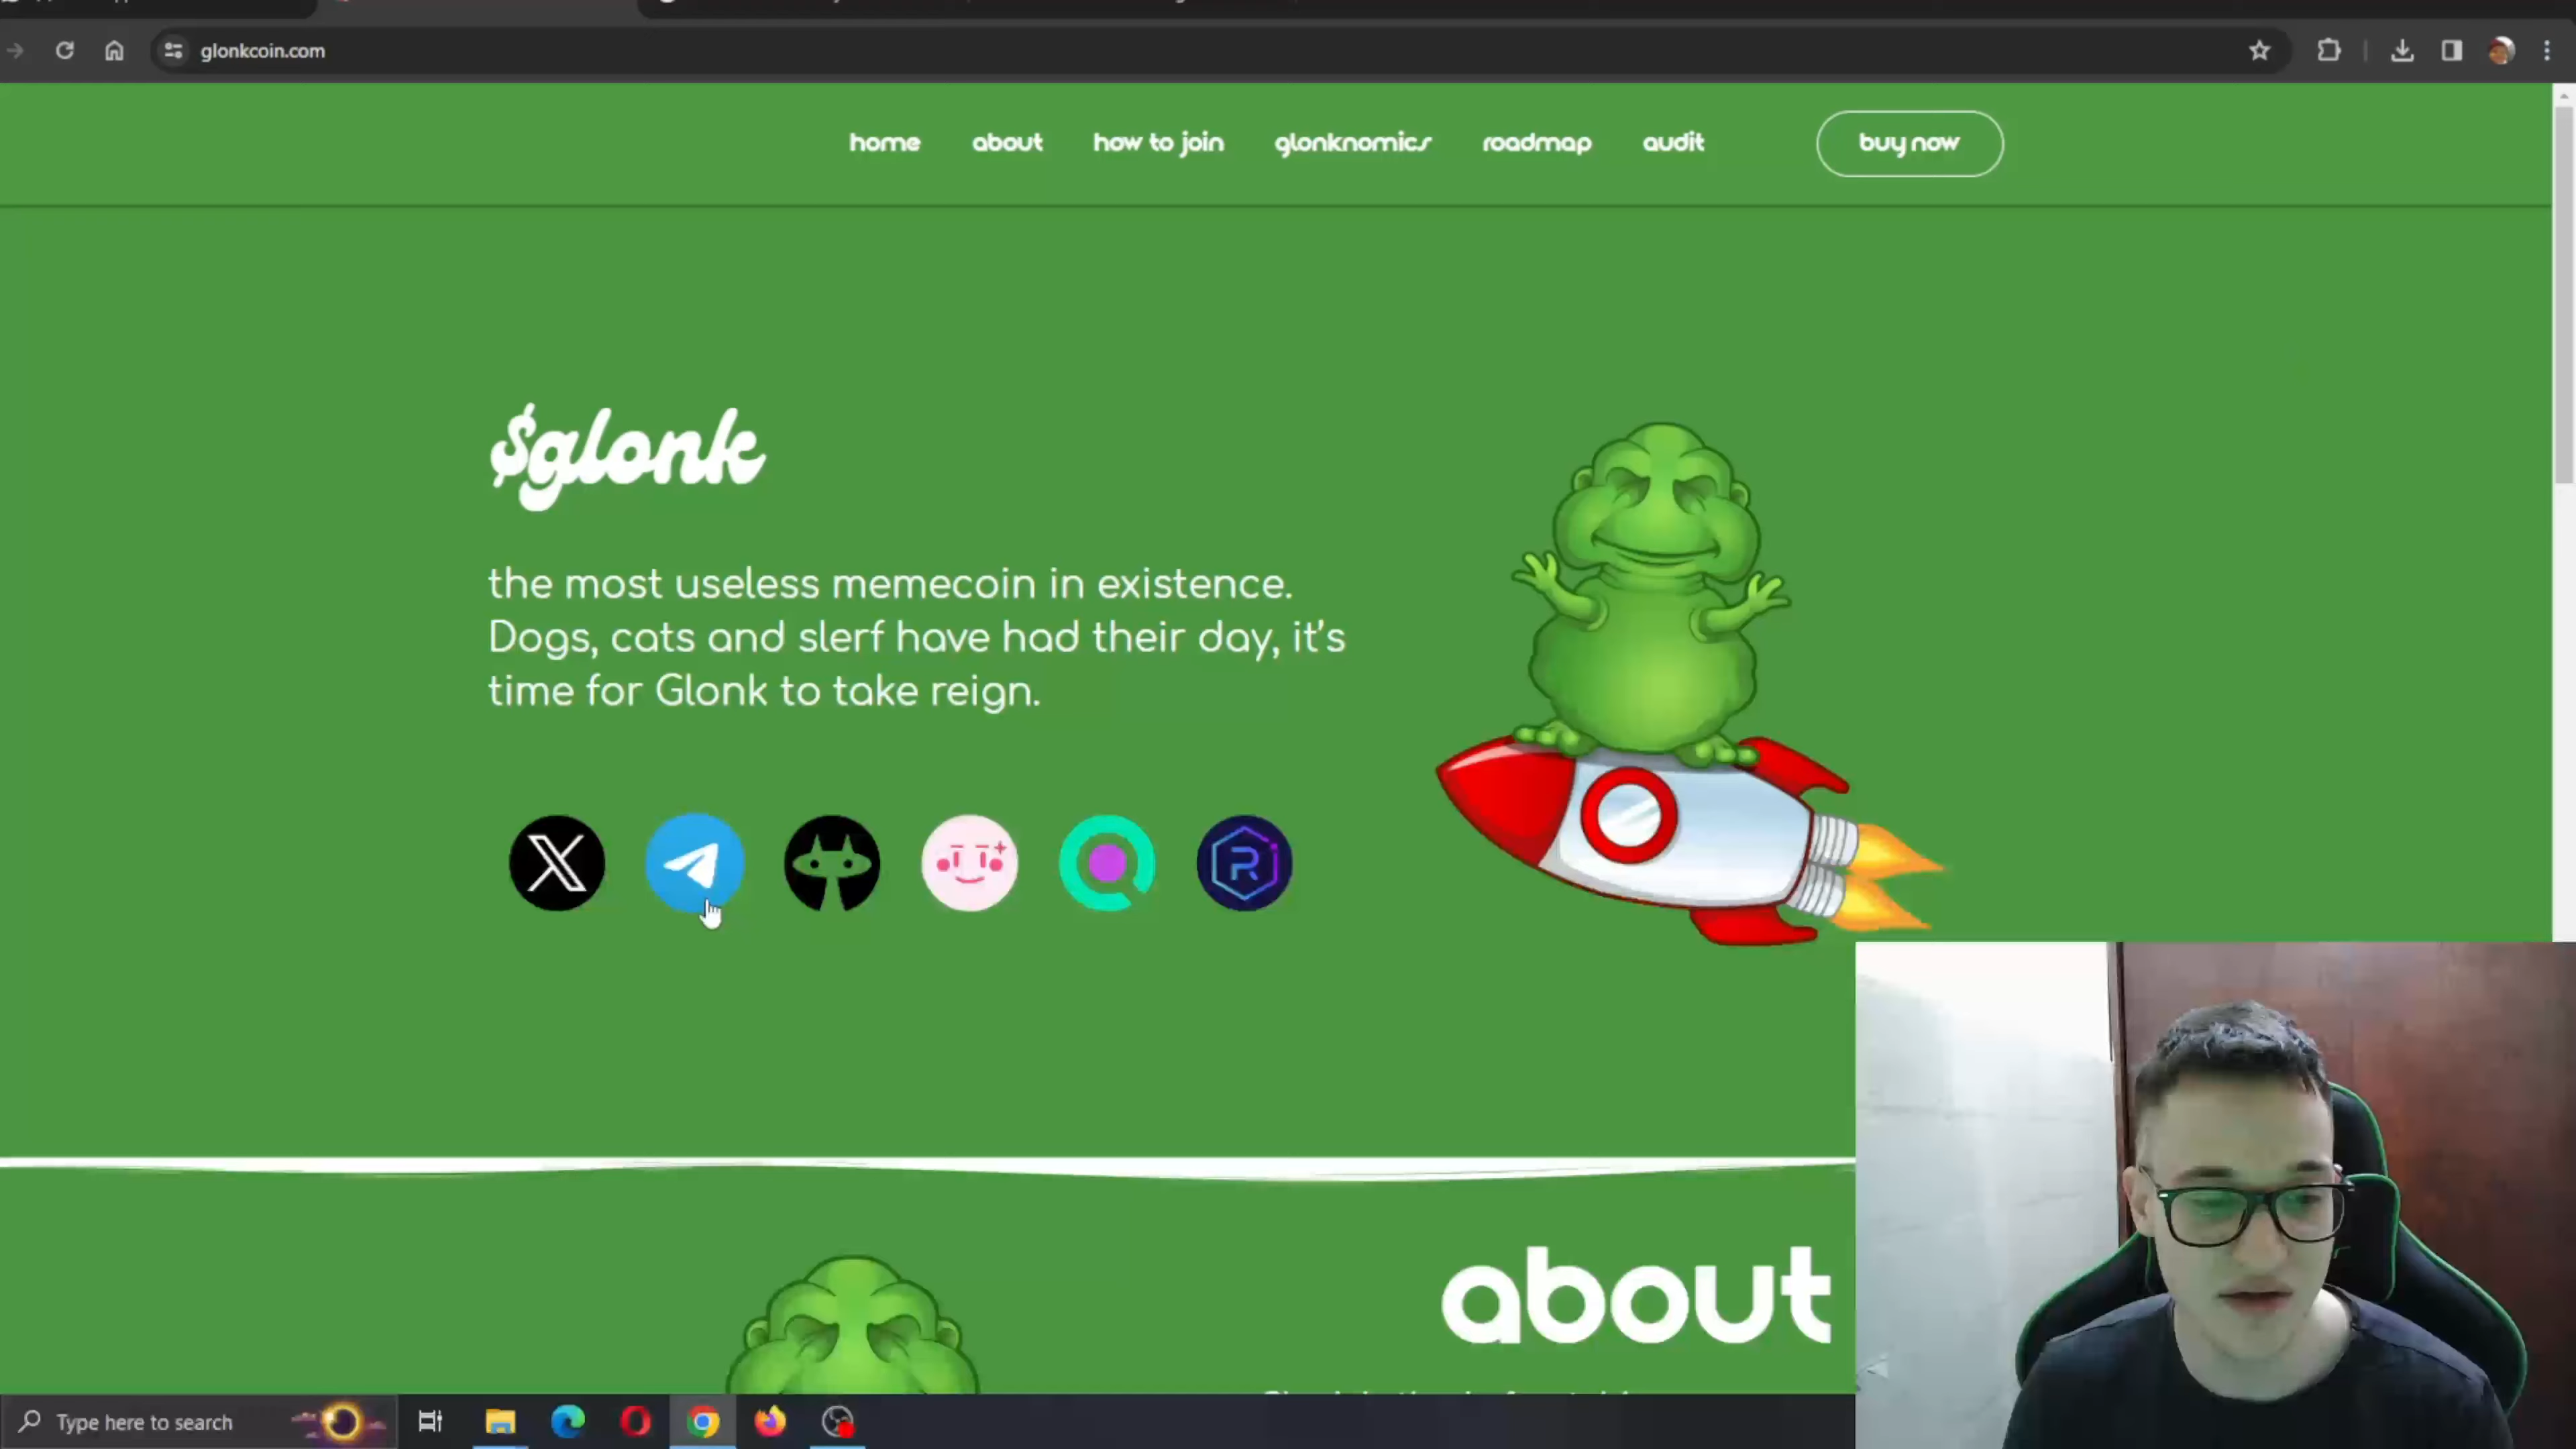 glonkcoin.com
home about how to join glonknomics roadmap audit buy now
$glonk
the most useless memecoin in existence.
Dogs, cats and slerf have had their day, it's
time for Glonk to take reign.
about
Type here to search